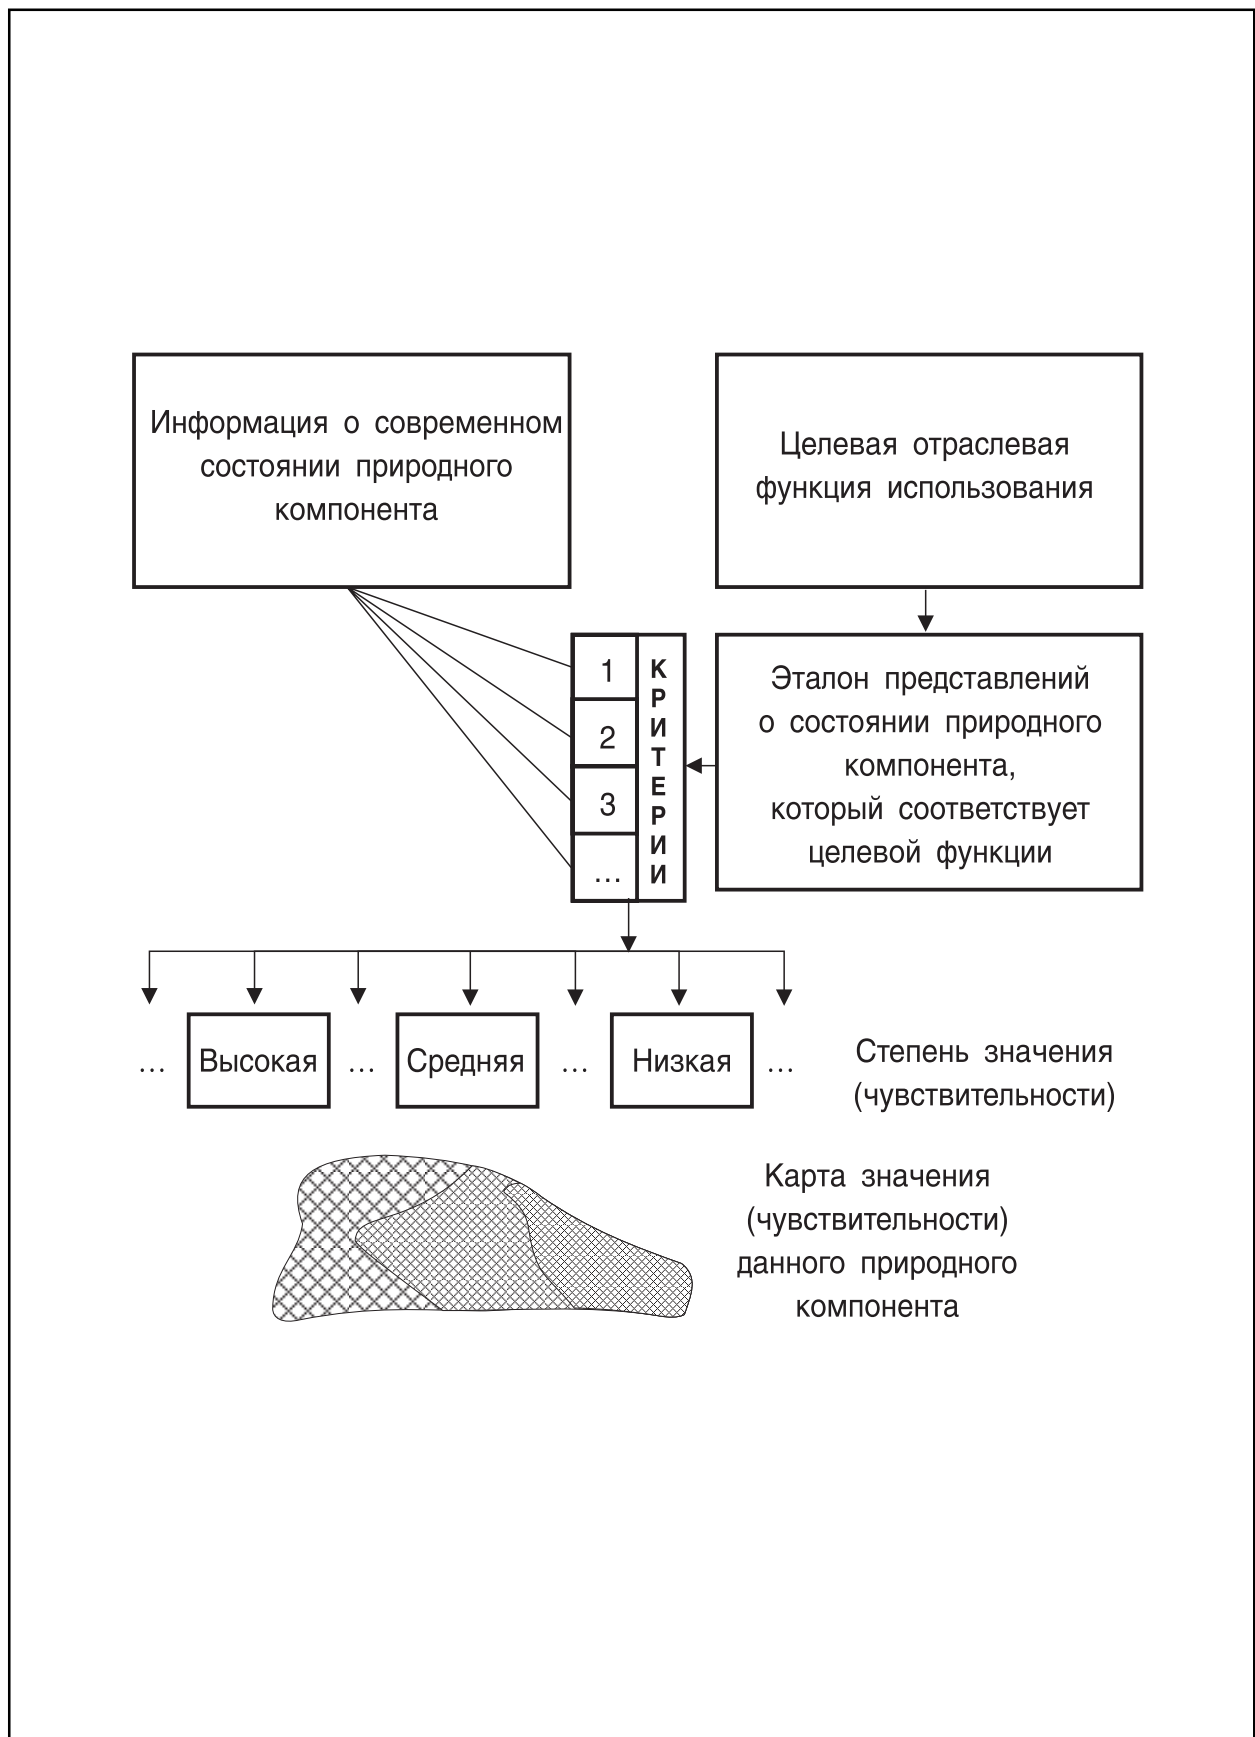 Информация о современном
состоянии природного
компонента
Целевая отраслевая
функция использования
1
2
3
...
КРИТЕРИИ
Эталон представлений
о состоянии природного
компонента,
который соответствует
целевой функции
... Высокая ... Средняя ... Низкая ...
Степень значения
(чувствительности)
Карта значения
(чувствительности)
данного природного
компонента